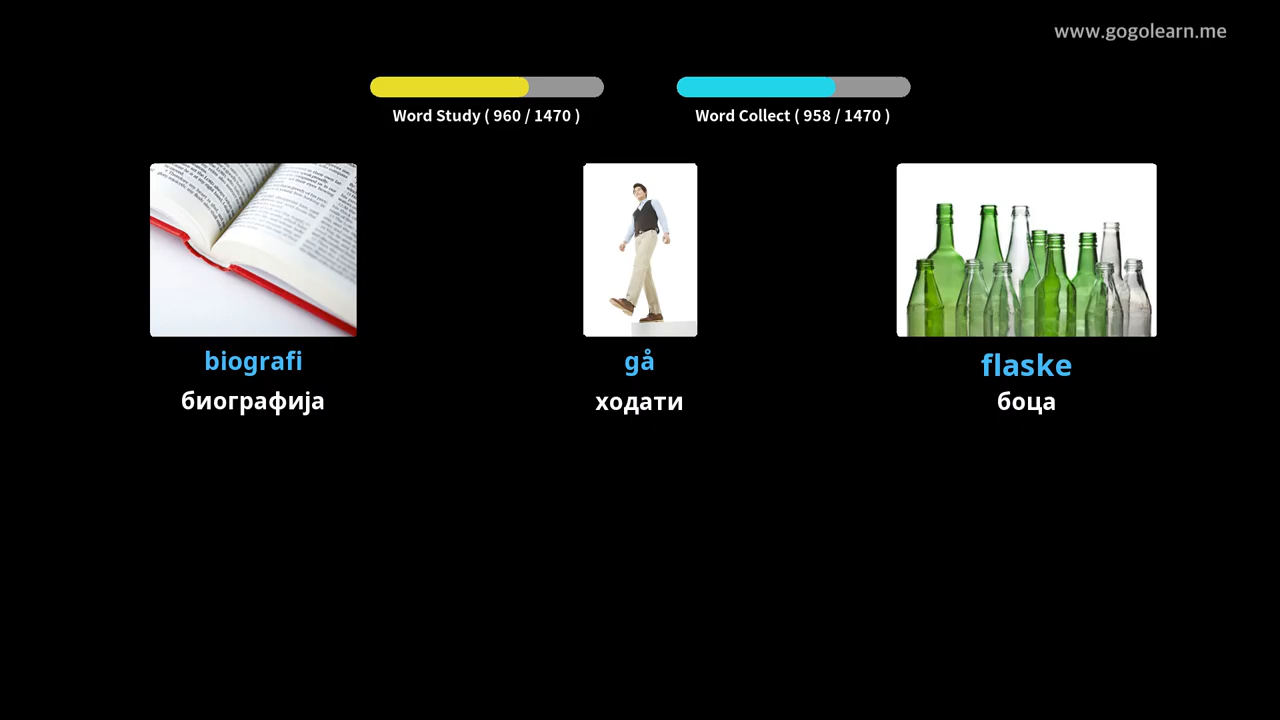 www.gogolearn.me
Word Study ( 960 / 1470 )
Word Collect ( 958 / 1470 )
biografi
gå
flaske
биографија
ходати
боца